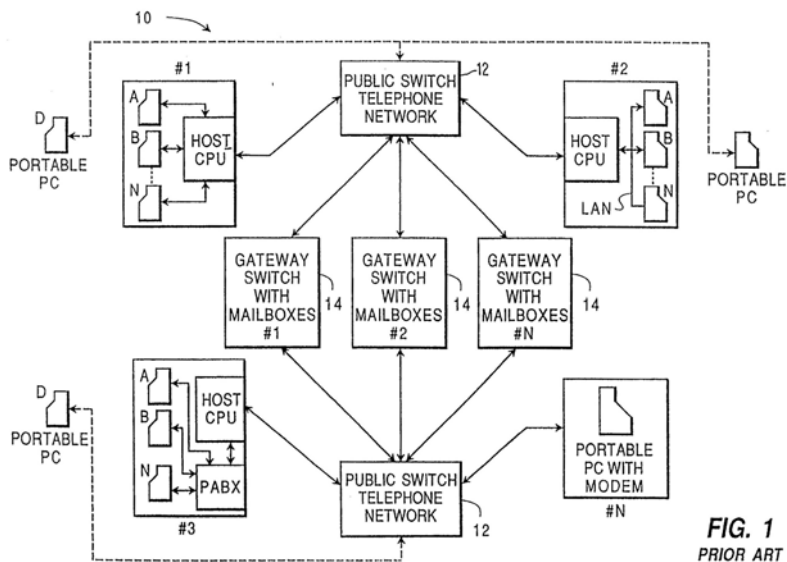 10
#1
12
#2
PUBLIC SWITCH
TELEPHONE
NETWORK
D
PORTABLE
PC
A
B
N
HOST
CPU
HOST
CPU
A
B
N
LAN
PORTABLE
PC
GATEWAY
SWITCH
WITH
MAILBOXES
#1
14
GATEWAY
SWITCH
WITH
MAILBOXES
#2
14
GATEWAY
SWITCH
WITH
MAILBOXES
#N
14
D
PORTABLE
PC
A
B
N
HOST
CPU
PABX
#3
PUBLIC SWITCH
TELEPHONE
NETWORK
12
PORTABLE
PC WITH
MODEM
#N
FIG. 1
PRIOR ART